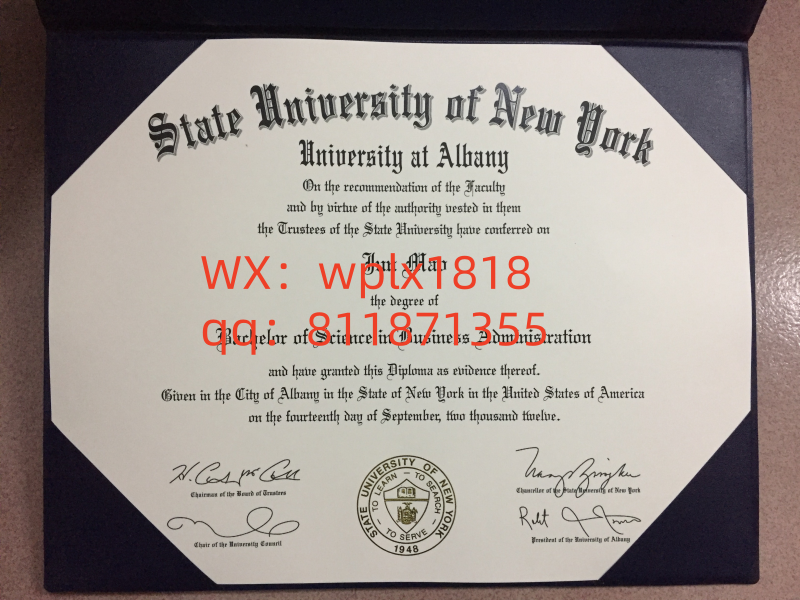 State University of New York
University at Albany
On the recommendation of the Faculty
and by virtue of the authority vested in them
the Trustees of the State University have conferred on
WX：wplx1818
the degree of
qq：811871355
Bachelor of Science in Business Administration
and have granted this Diploma as evidence thereof.
Given in the City of Albany in the State of New York in the United States of America
on the fourteenth day of September, two thousand twelve.
Chairman of the Board of Trustees
Chancellor of the State University of New York
Chair of the University Council
President of the University of Albany
STATE UNIVERSITY OF NEW YORK
TO LEARN – TO SEARCH – TO SERVE
1948